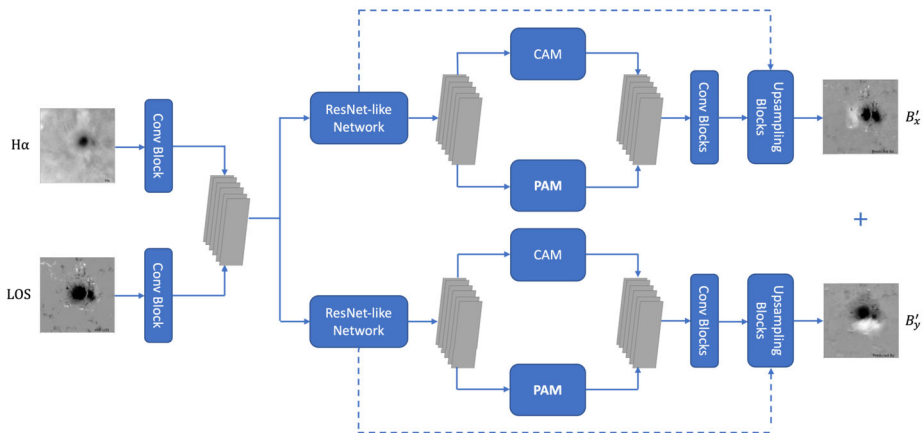 Hα
Conv Block
LOS
Conv Block
ResNet-like
Network
CAM
PAM
Conv Blocks
Upsampling
Blocks
B′x
+
ResNet-like
Network
CAM
PAM
Conv Blocks
Upsampling
Blocks
B′y